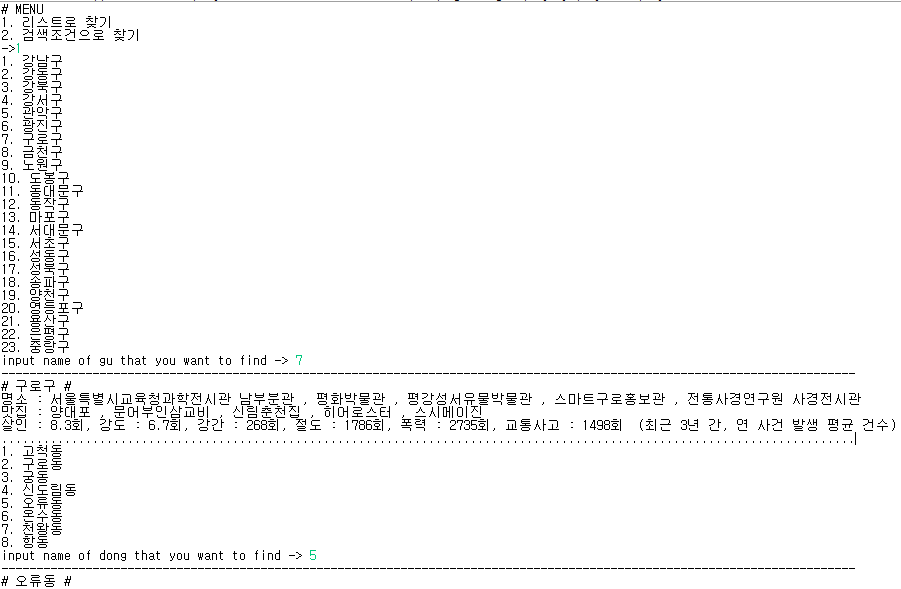 # MENU
1. 리스트로 찾기
2. 검색조건으로 찾기
->1
1. 강남구
2. 강동구
3. 강북구
4. 강서구
5. 관악구
6. 광진구
7. 구로구
8. 금천구
9. 노원구
10. 도봉구
11. 동대문구
12. 동작구
13. 마포구
14. 서대문구
15. 서초구
16. 성동구
17. 성북구
18. 송파구
19. 양천구
20. 영등포구
21. 용산구
22. 은평구
23. 중랑구
input name of gu that you want to find -> 7
--------------------------------------------------------------------------------------------------------------------------
# 구로구 #
명소 : 서울특별시교육청과학전시관 남부분관 , 평화박물관 , 평강성서유물박물관 , 스마트구로홍보관 , 전통사경연구원 사경전시관
맛집 : 양대포 , 문어부인삼교비 , 신림춘천집 , 히어로스터 , 스시메이진
살인 : 8.3회, 강도 : 6.7회, 강간 : 268회, 절도 : 1786회, 폭력 : 2735회, 교통사고 : 1498회 (최근 3년 간, 연 사건 발생 평균 건수)
..........................................................................................................................
1. 고척동
2. 구로동
3. 궁동
4. 신도림동
5. 오류동
6. 온수동
7. 천왕동
8. 항동
input name of dong that you want to find -> 5
--------------------------------------------------------------------------------------------------------------------------
# 오류동 #